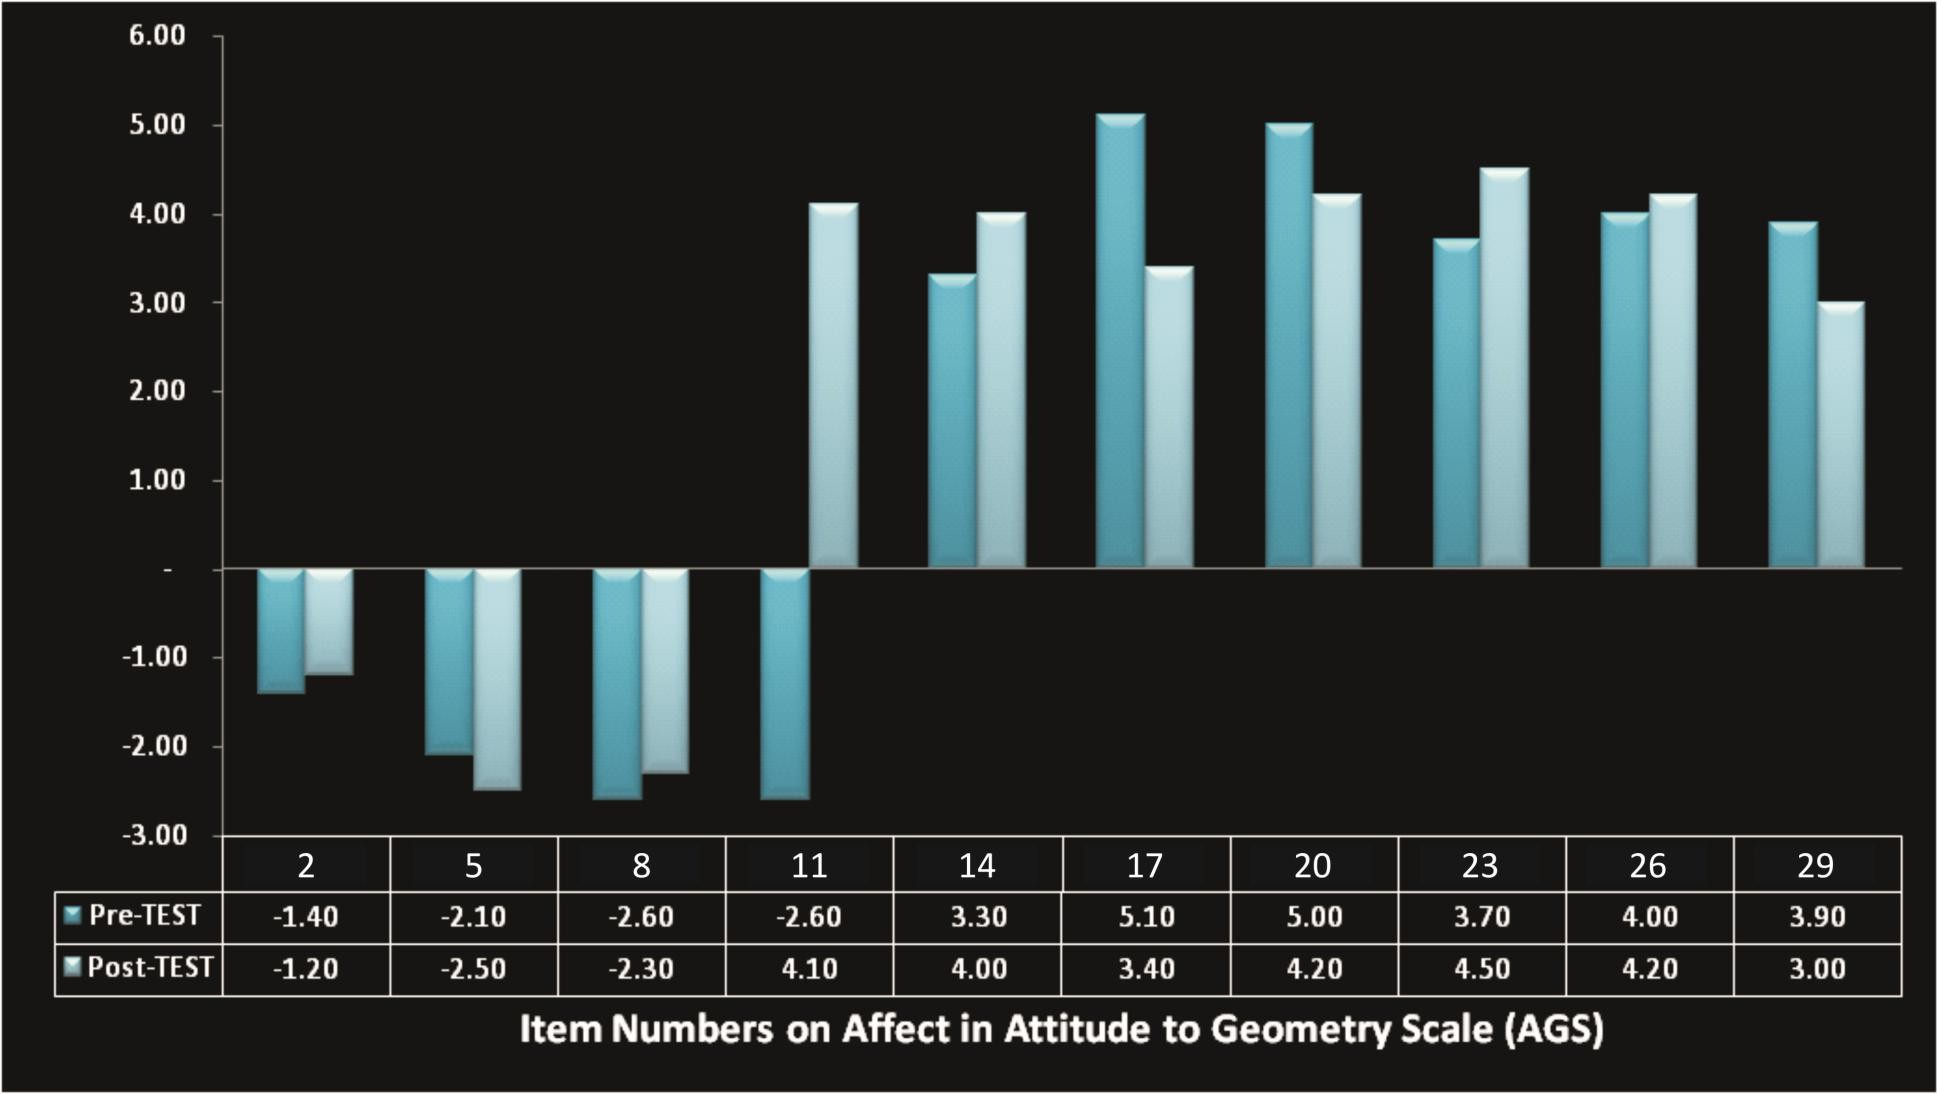 6.00
5.00
4.00
3.00
2.00
1.00
-
-1.00
-2.00
-3.00
2 5 8 11 14 17 20 23 26 29
Pre-TEST -1.40 -2.10 -2.60 -2.60 3.30 5.10 5.00 3.70 4.00 3.90
Post-TEST -1.20 -2.50 -2.30 4.10 4.00 3.40 4.20 4.50 4.20 3.00
Item Numbers on Affect in Attitude to Geometry Scale (AGS)